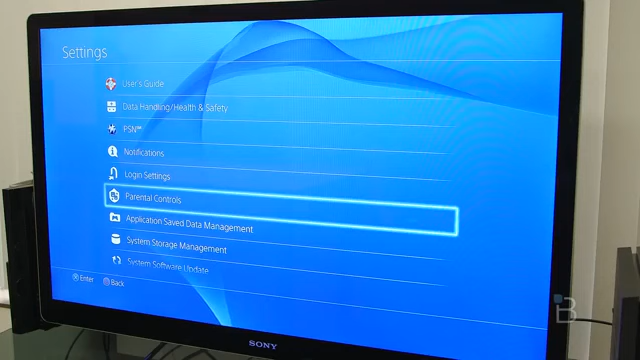 Settings
User's Guide
Data Handling/Health & Safety
PSN℠
Notifications
Login Settings
Parental Controls
Application Saved Data Management
System Storage Management
System Software Update
Enter Back
SONY
B